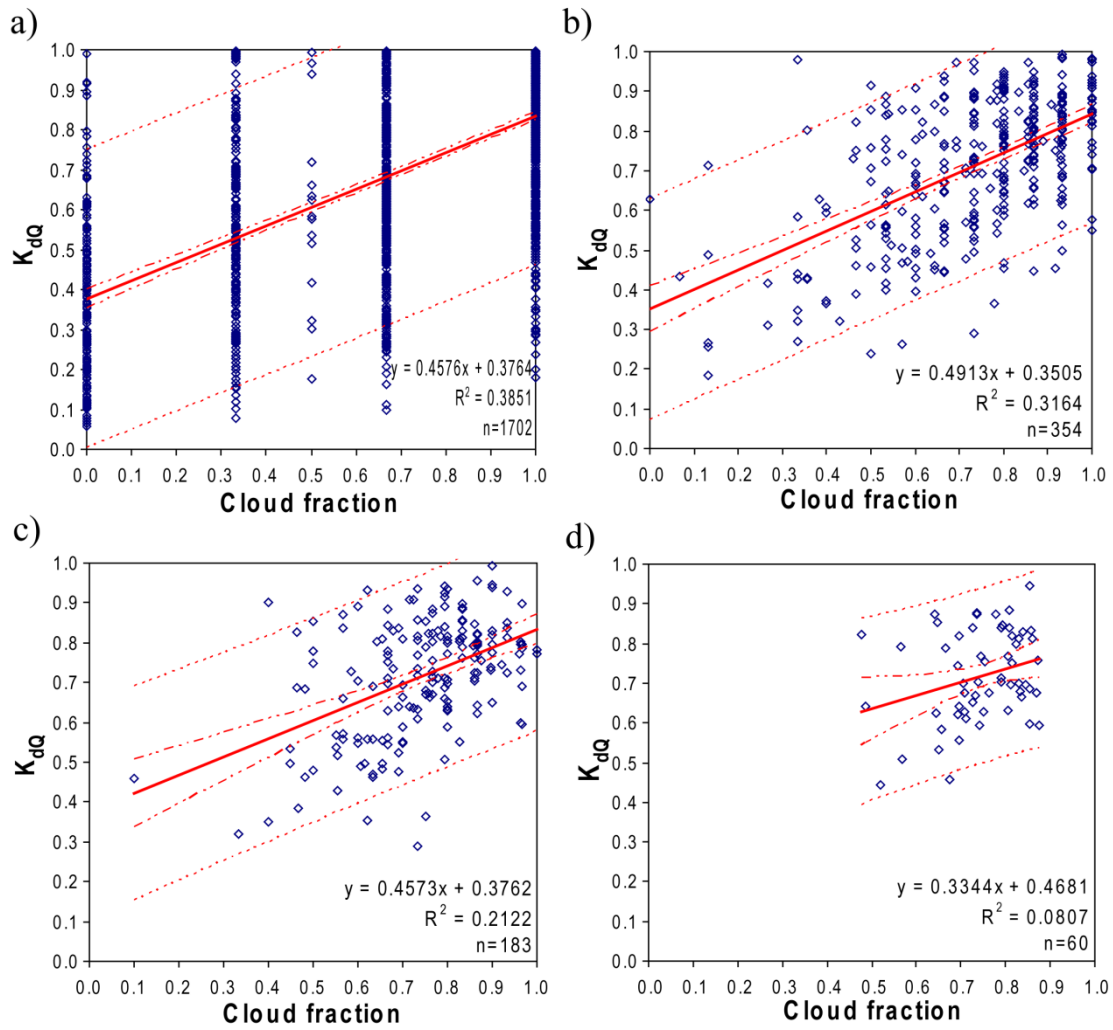 a)
1.0
0.9
0.8
0.7
0.6
0.5
0.4
0.3
0.2
0.1
0.0
K_dQ
y = 0.4576x + 0.3764
R² = 0.3851
n=1702
0.0 0.1 0.2 0.3 0.4 0.5 0.6 0.7 0.8 0.9 1.0
Cloud fraction
b)
1.0
0.9
0.8
0.7
0.6
0.5
0.4
0.3
0.2
0.1
0.0
K_dQ
y = 0.4913x + 0.3505
R² = 0.3164
n=354
0.0 0.1 0.2 0.3 0.4 0.5 0.6 0.7 0.8 0.9 1.0
Cloud fraction
c)
1.0
0.9
0.8
0.7
0.6
0.5
0.4
0.3
0.2
0.1
0.0
K_dQ
y = 0.4573x + 0.3762
R² = 0.2122
n=183
0.0 0.1 0.2 0.3 0.4 0.5 0.6 0.7 0.8 0.9 1.0
Cloud fraction
d)
1.0
0.9
0.8
0.7
0.6
0.5
0.4
0.3
0.2
0.1
0.0
K_dQ
y = 0.3344x + 0.4681
R² = 0.0807
n=60
0.0 0.1 0.2 0.3 0.4 0.5 0.6 0.7 0.8 0.9 1.0
Cloud fraction